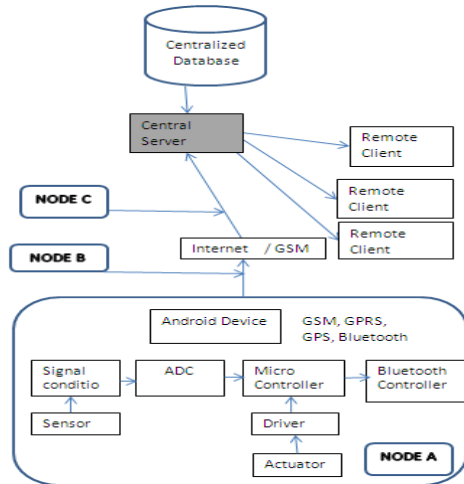 Centralized
Database
Central
Server
Remote
Client
Remote
Client
Remote
Client
NODE C
NODE B
Internet / GSM
Android Device
GSM, GPRS,
GPS, Bluetooth
Signal
conditio
ADC
Micro
Controller
Bluetooth
Controller
Sensor
Driver
Actuator
NODE A